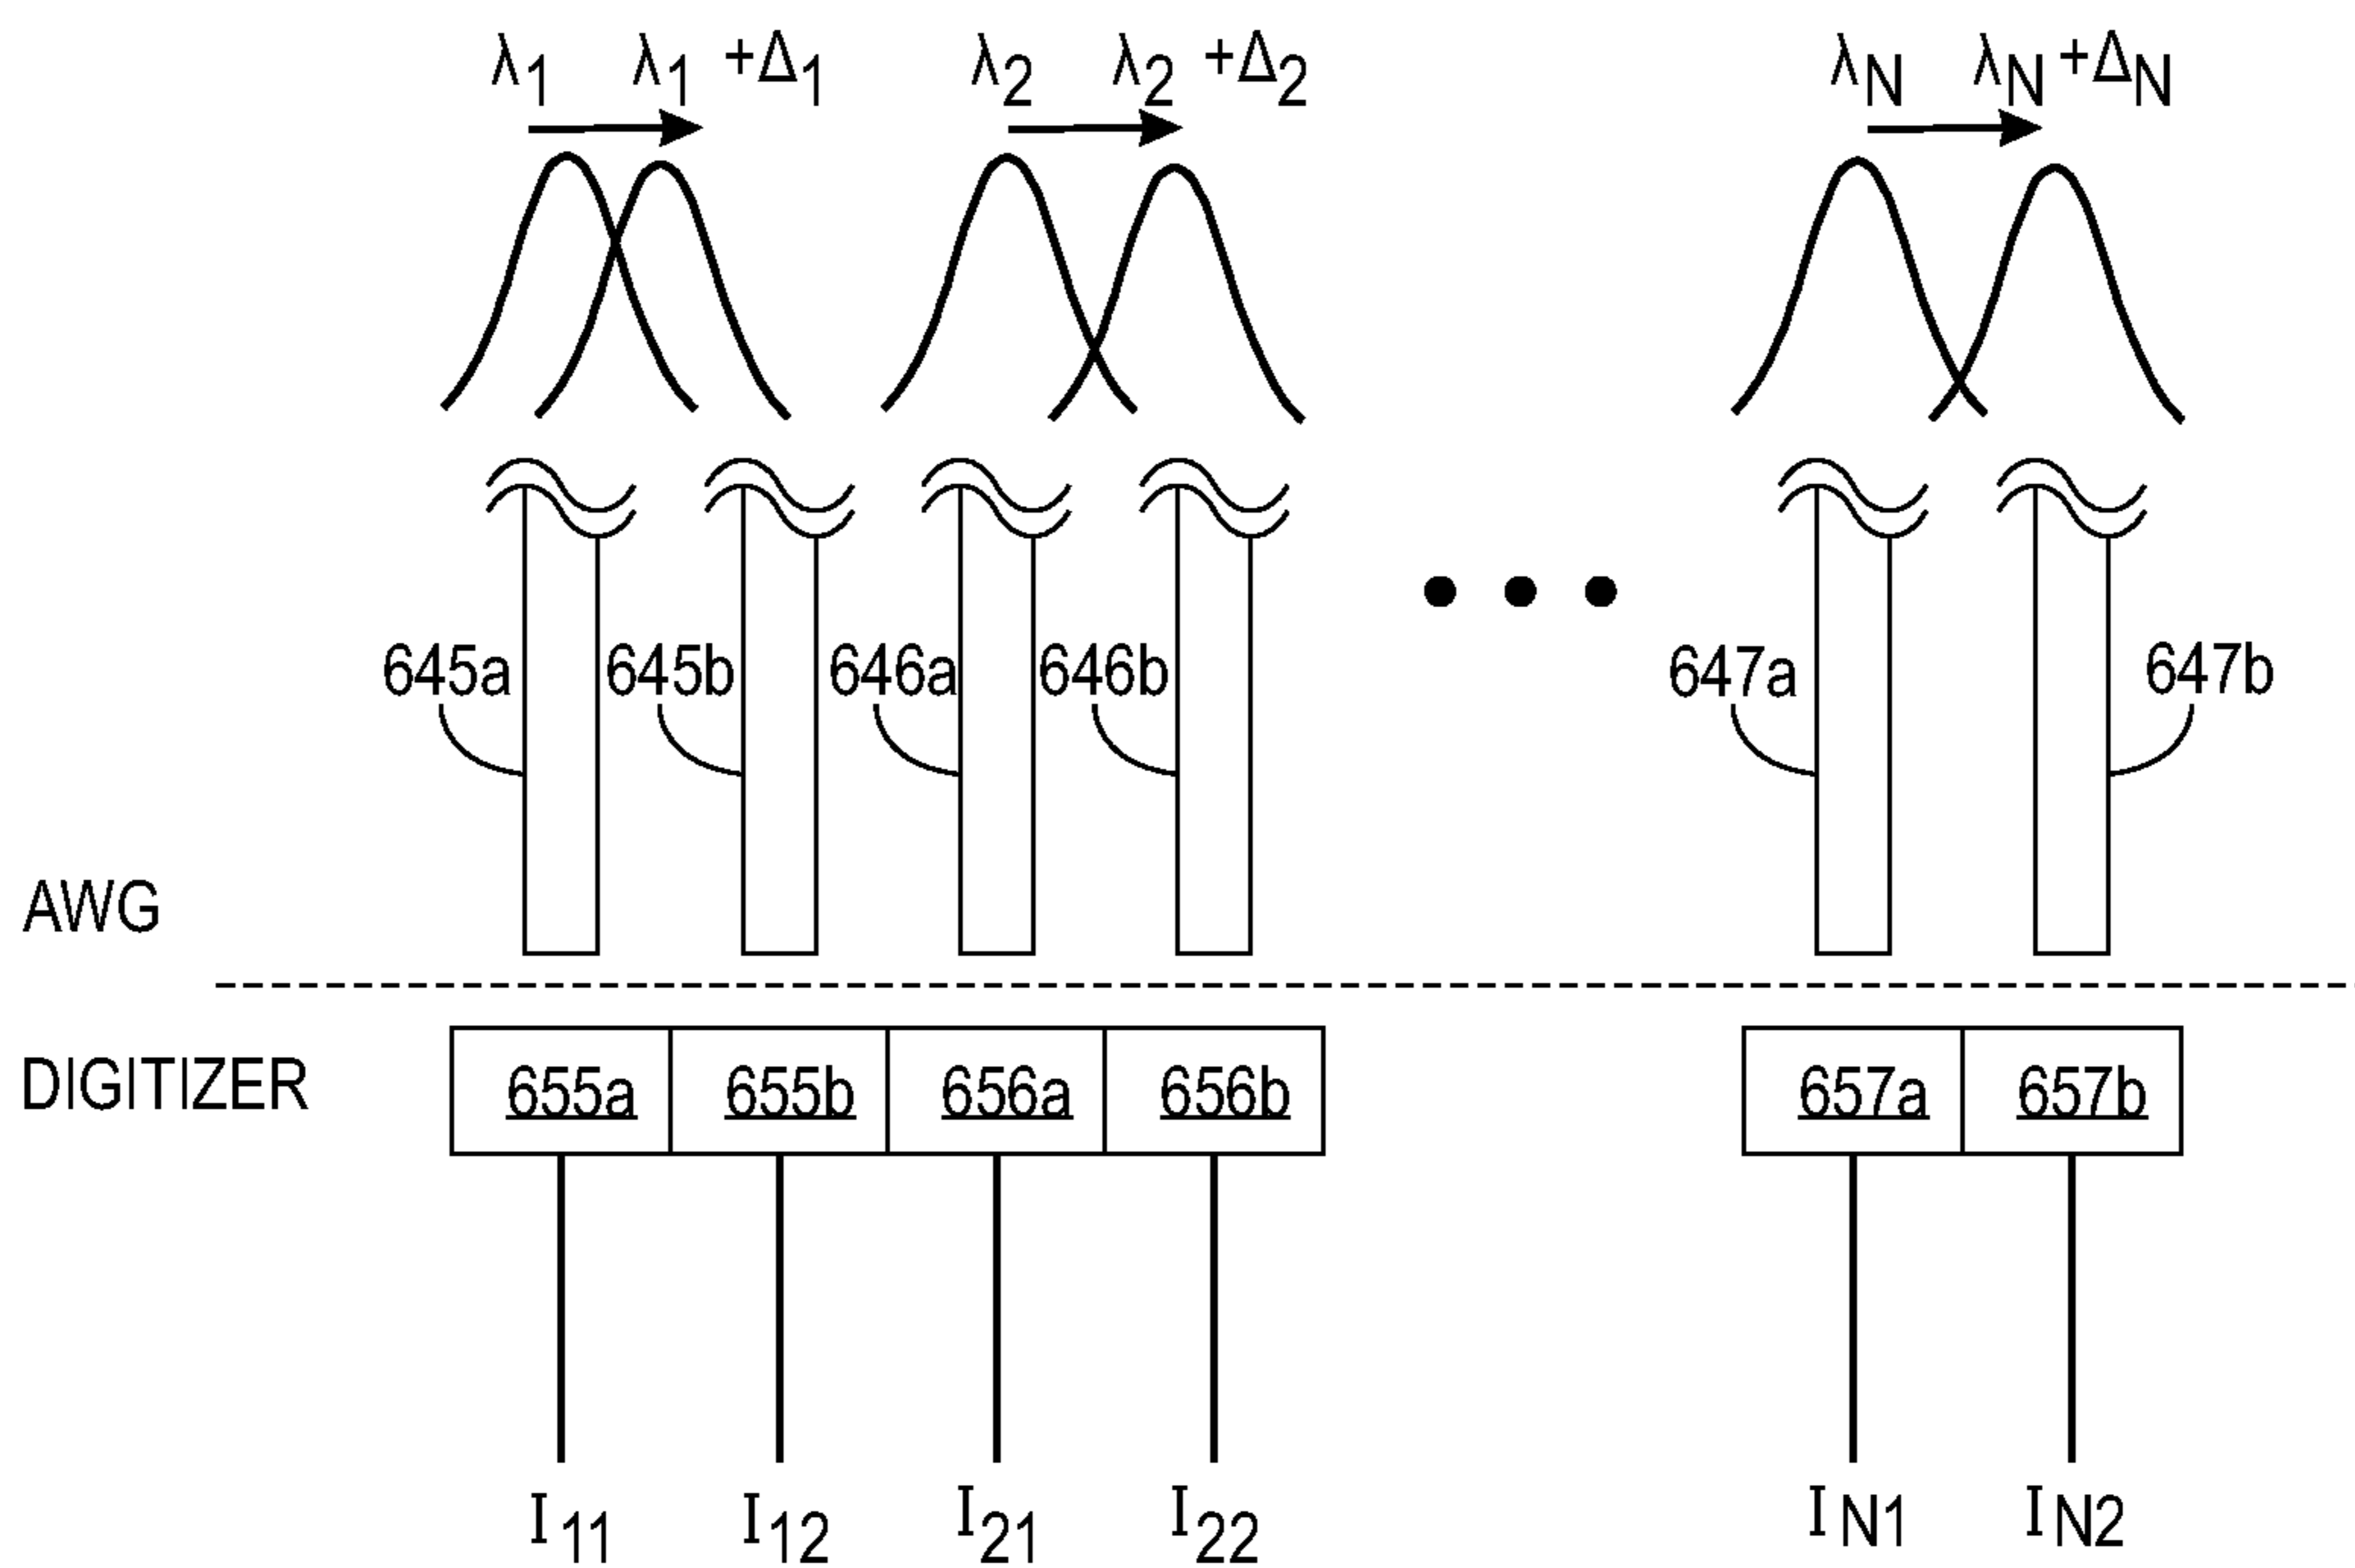 λ1 λ1 +Δ1 λ2 λ2 +Δ2 λN λN +ΔN
645a 645b 646a 646b 647a 647b
AWG
DIGITIZER 655a 655b 656a 656b 657a 657b
I11 I12 I21 I22 IN1 IN2